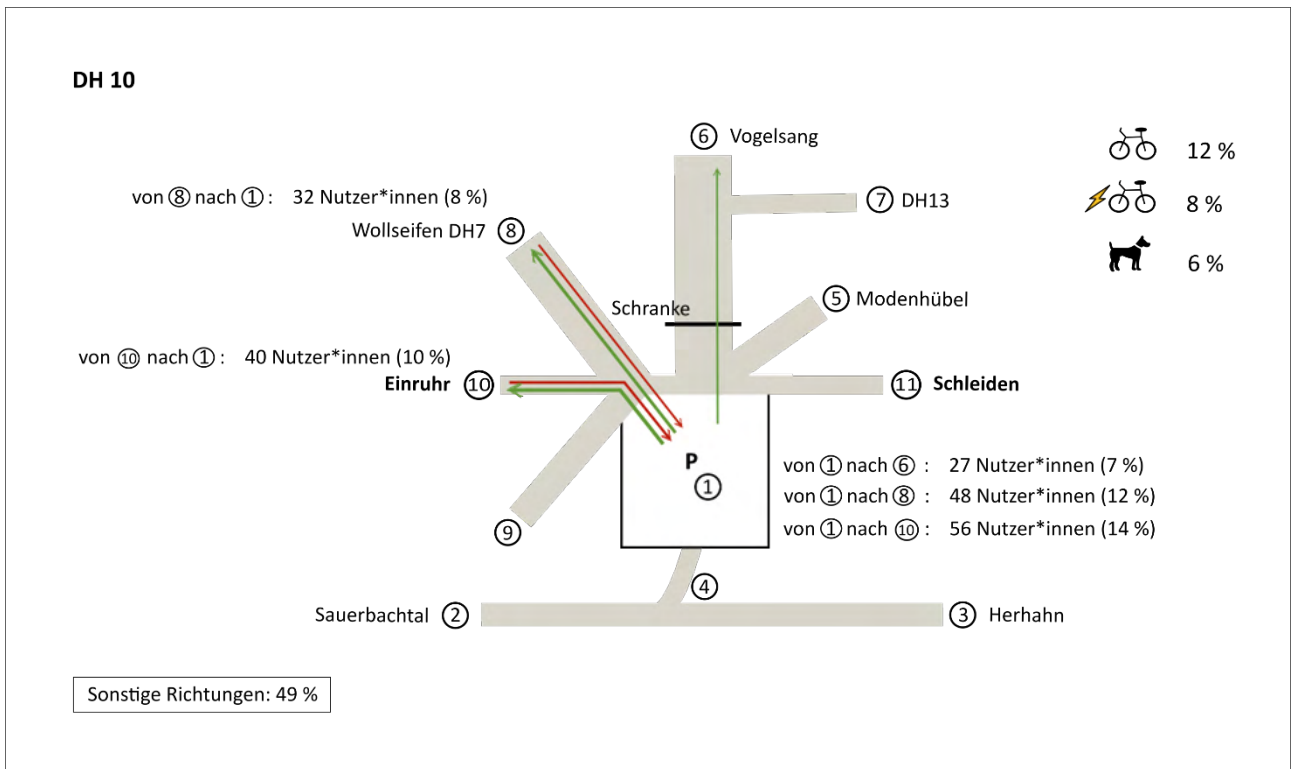 DH 10
⑥ Vogelsang
12 %
von ⑧ nach ① : 32 Nutzer*innen (8 %)
⑦ DH13
8 %
Wollseifen DH7 ⑧
6 %
⑤ Modenhübel
Schranke
von ⑩ nach ① : 40 Nutzer*innen (10 %)
Einruhr ⑩
⑪ Schleiden
P
①
von ① nach ⑥ : 27 Nutzer*innen (7 %)
von ① nach ⑧ : 48 Nutzer*innen (12 %)
von ① nach ⑩ : 56 Nutzer*innen (14 %)
⑨
④
Sauerbachtal ②
③ Herhahn
Sonstige Richtungen: 49 %